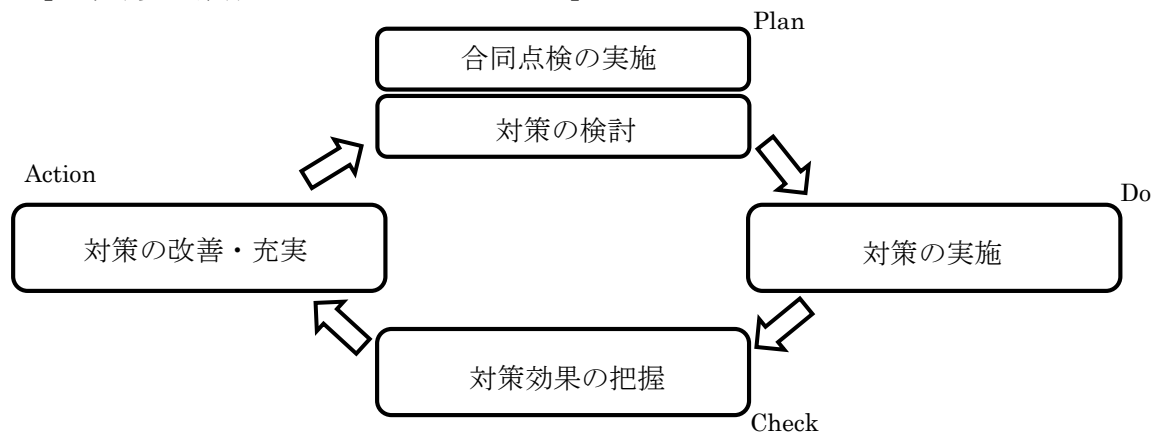 Plan
合同点検の実施
対策の検討
Action
Do
対策の改善・充実
対策の実施
対策効果の把握
Check